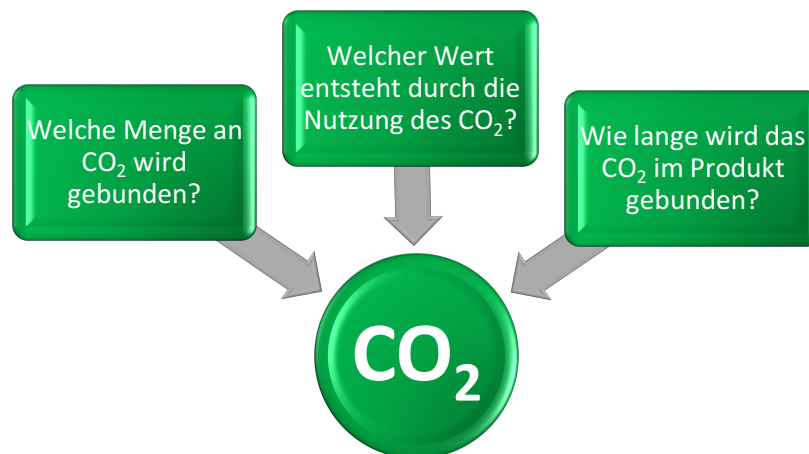 Welche Menge an
CO₂ wird
gebunden?
Welcher Wert
entsteht durch die
Nutzung des CO₂?
Wie lange wird das
CO₂ im Produkt
gebunden?
CO₂